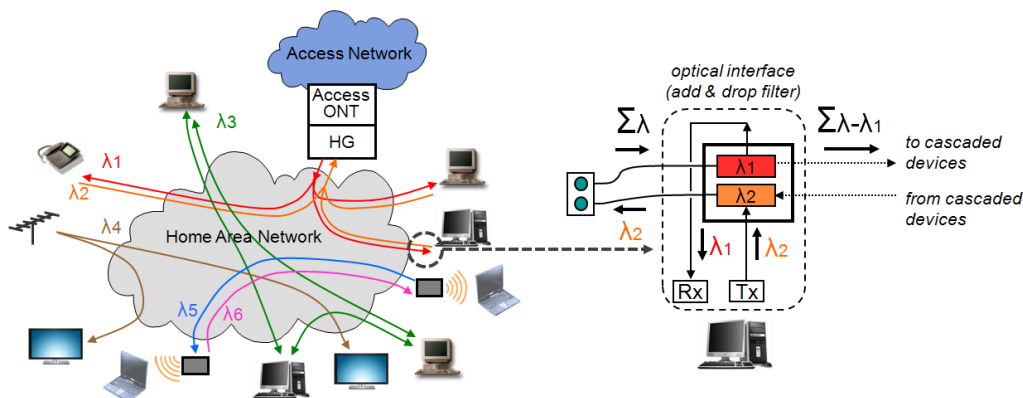 Access Network
Access
ONT
HG
λ3
λ1
λ2
λ4
Home Area Network
λ5
λ6
optical interface
(add & drop filter)
Σλ
Σλ-λ1
to cascaded
devices
λ1
λ2
from cascaded
devices
λ2
λ1
λ2
Rx
Tx